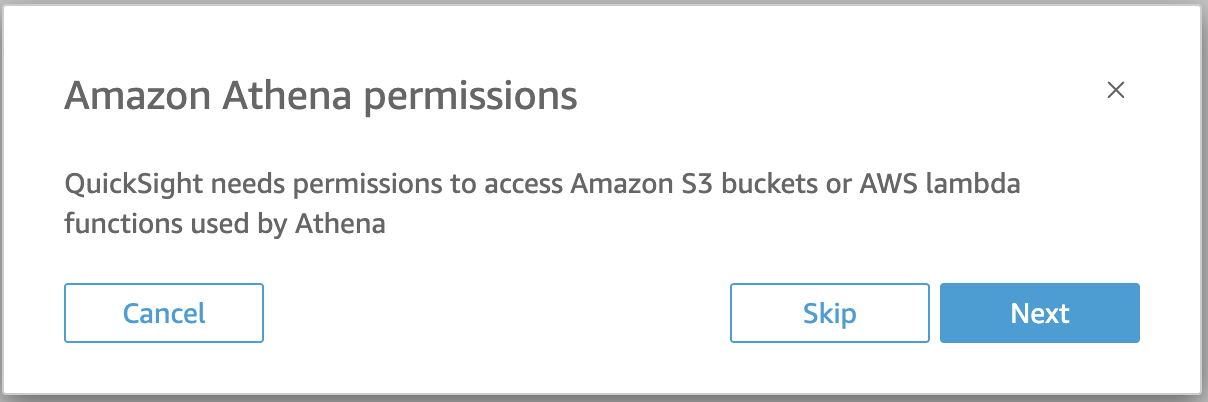 Amazon Athena permissions
QuickSight needs permissions to access Amazon S3 buckets or AWS lambda
functions used by Athena
Cancel
Skip
Next